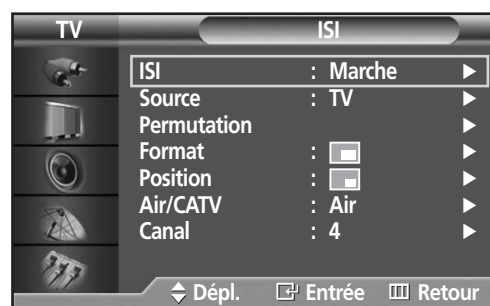 TV ISI
ISI : Marche
Source : TV
Permutation
Format :
Position :
Air/CATV : Air
Canal : 4
Dépl. Entrée Retour